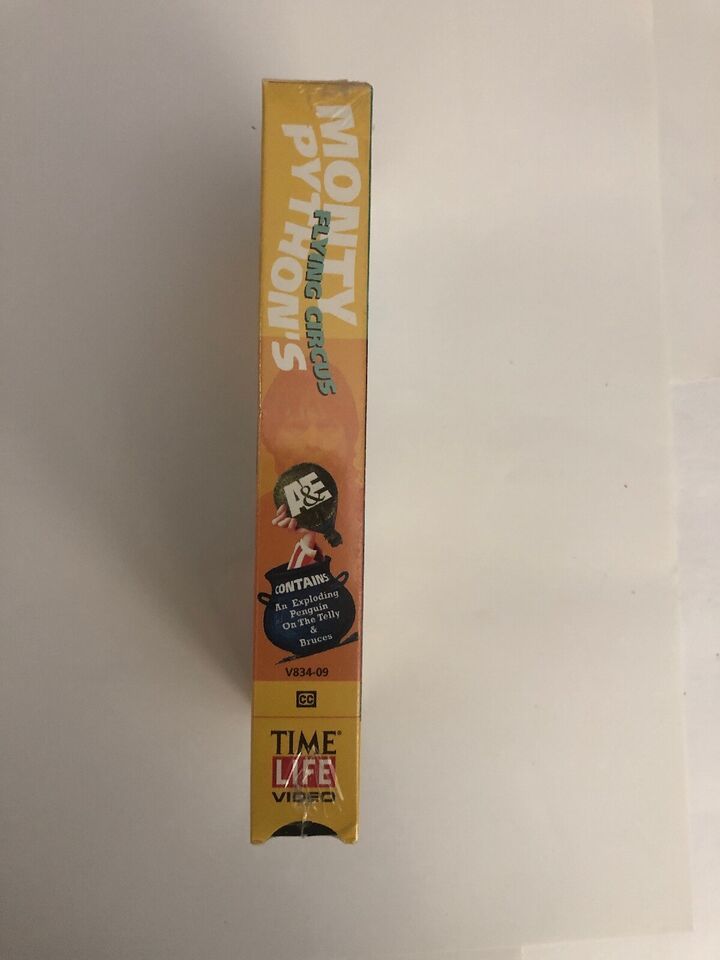 MONTY
PYTHON'S
FLYING CIRCUS
A&E
CONTAINS
An Exploding
Penguin
On The Telly
&
Bruces
V834-09
CC
TIME®
LIFE
VIDEO